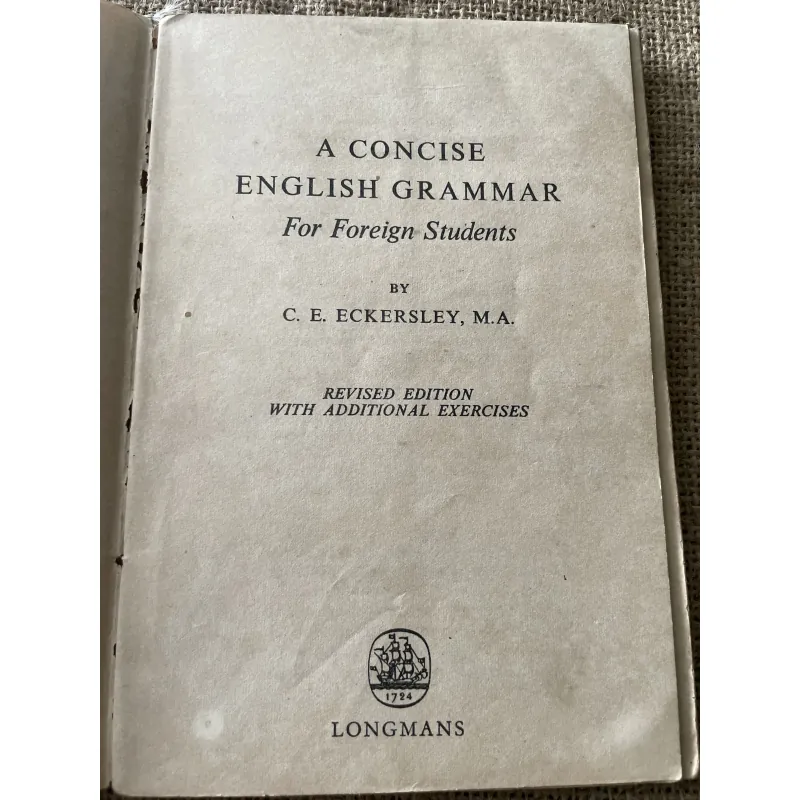 A CONCISE
ENGLISH GRAMMAR
For Foreign Students
BY
C. E. ECKERSLEY, M.A.
REVISED EDITION
WITH ADDITIONAL EXERCISES
1724
LONGMANS